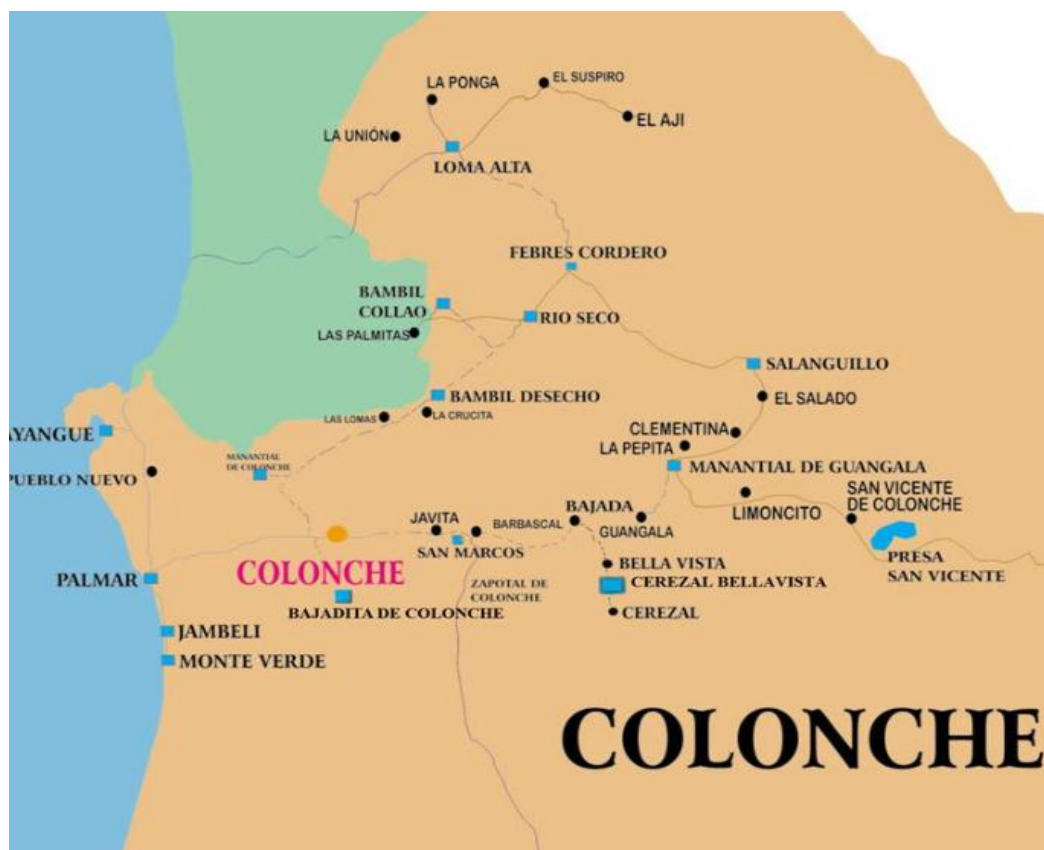 EL SUSPIRO
LA PONGA
EL AJI
LA UNIÓN
LOMA ALTA
FEBRES CORDERO
BAMBIL
COLLAO
RIO SECO
LAS PALMITAS
SALANGUILLO
BAMBIL DESECHO
EL SALADO
LAS LOMAS
LA CRUCITA
CLEMENTINA
AYANGUE
LA PEPITA
MANANTIAL
DE COLONCHE
MANANTIAL DE GUANGALA
PUEBLO NUEVO
SAN VICENTE
DE COLONCHE
BAJADA
LIMONCITO
JAVITA
BARBASCAL
GUANGALA
SAN MARCOS
PRESA
SAN VICENTE
BELLA VISTA
COLONCHE
PALMAR
ZAPOTAL DE
COLONCHE
CEREZAL BELLAVISTA
BAJADITA DE COLONCHE
CEREZAL
JAMBELI
MONTE VERDE
COLONCHE